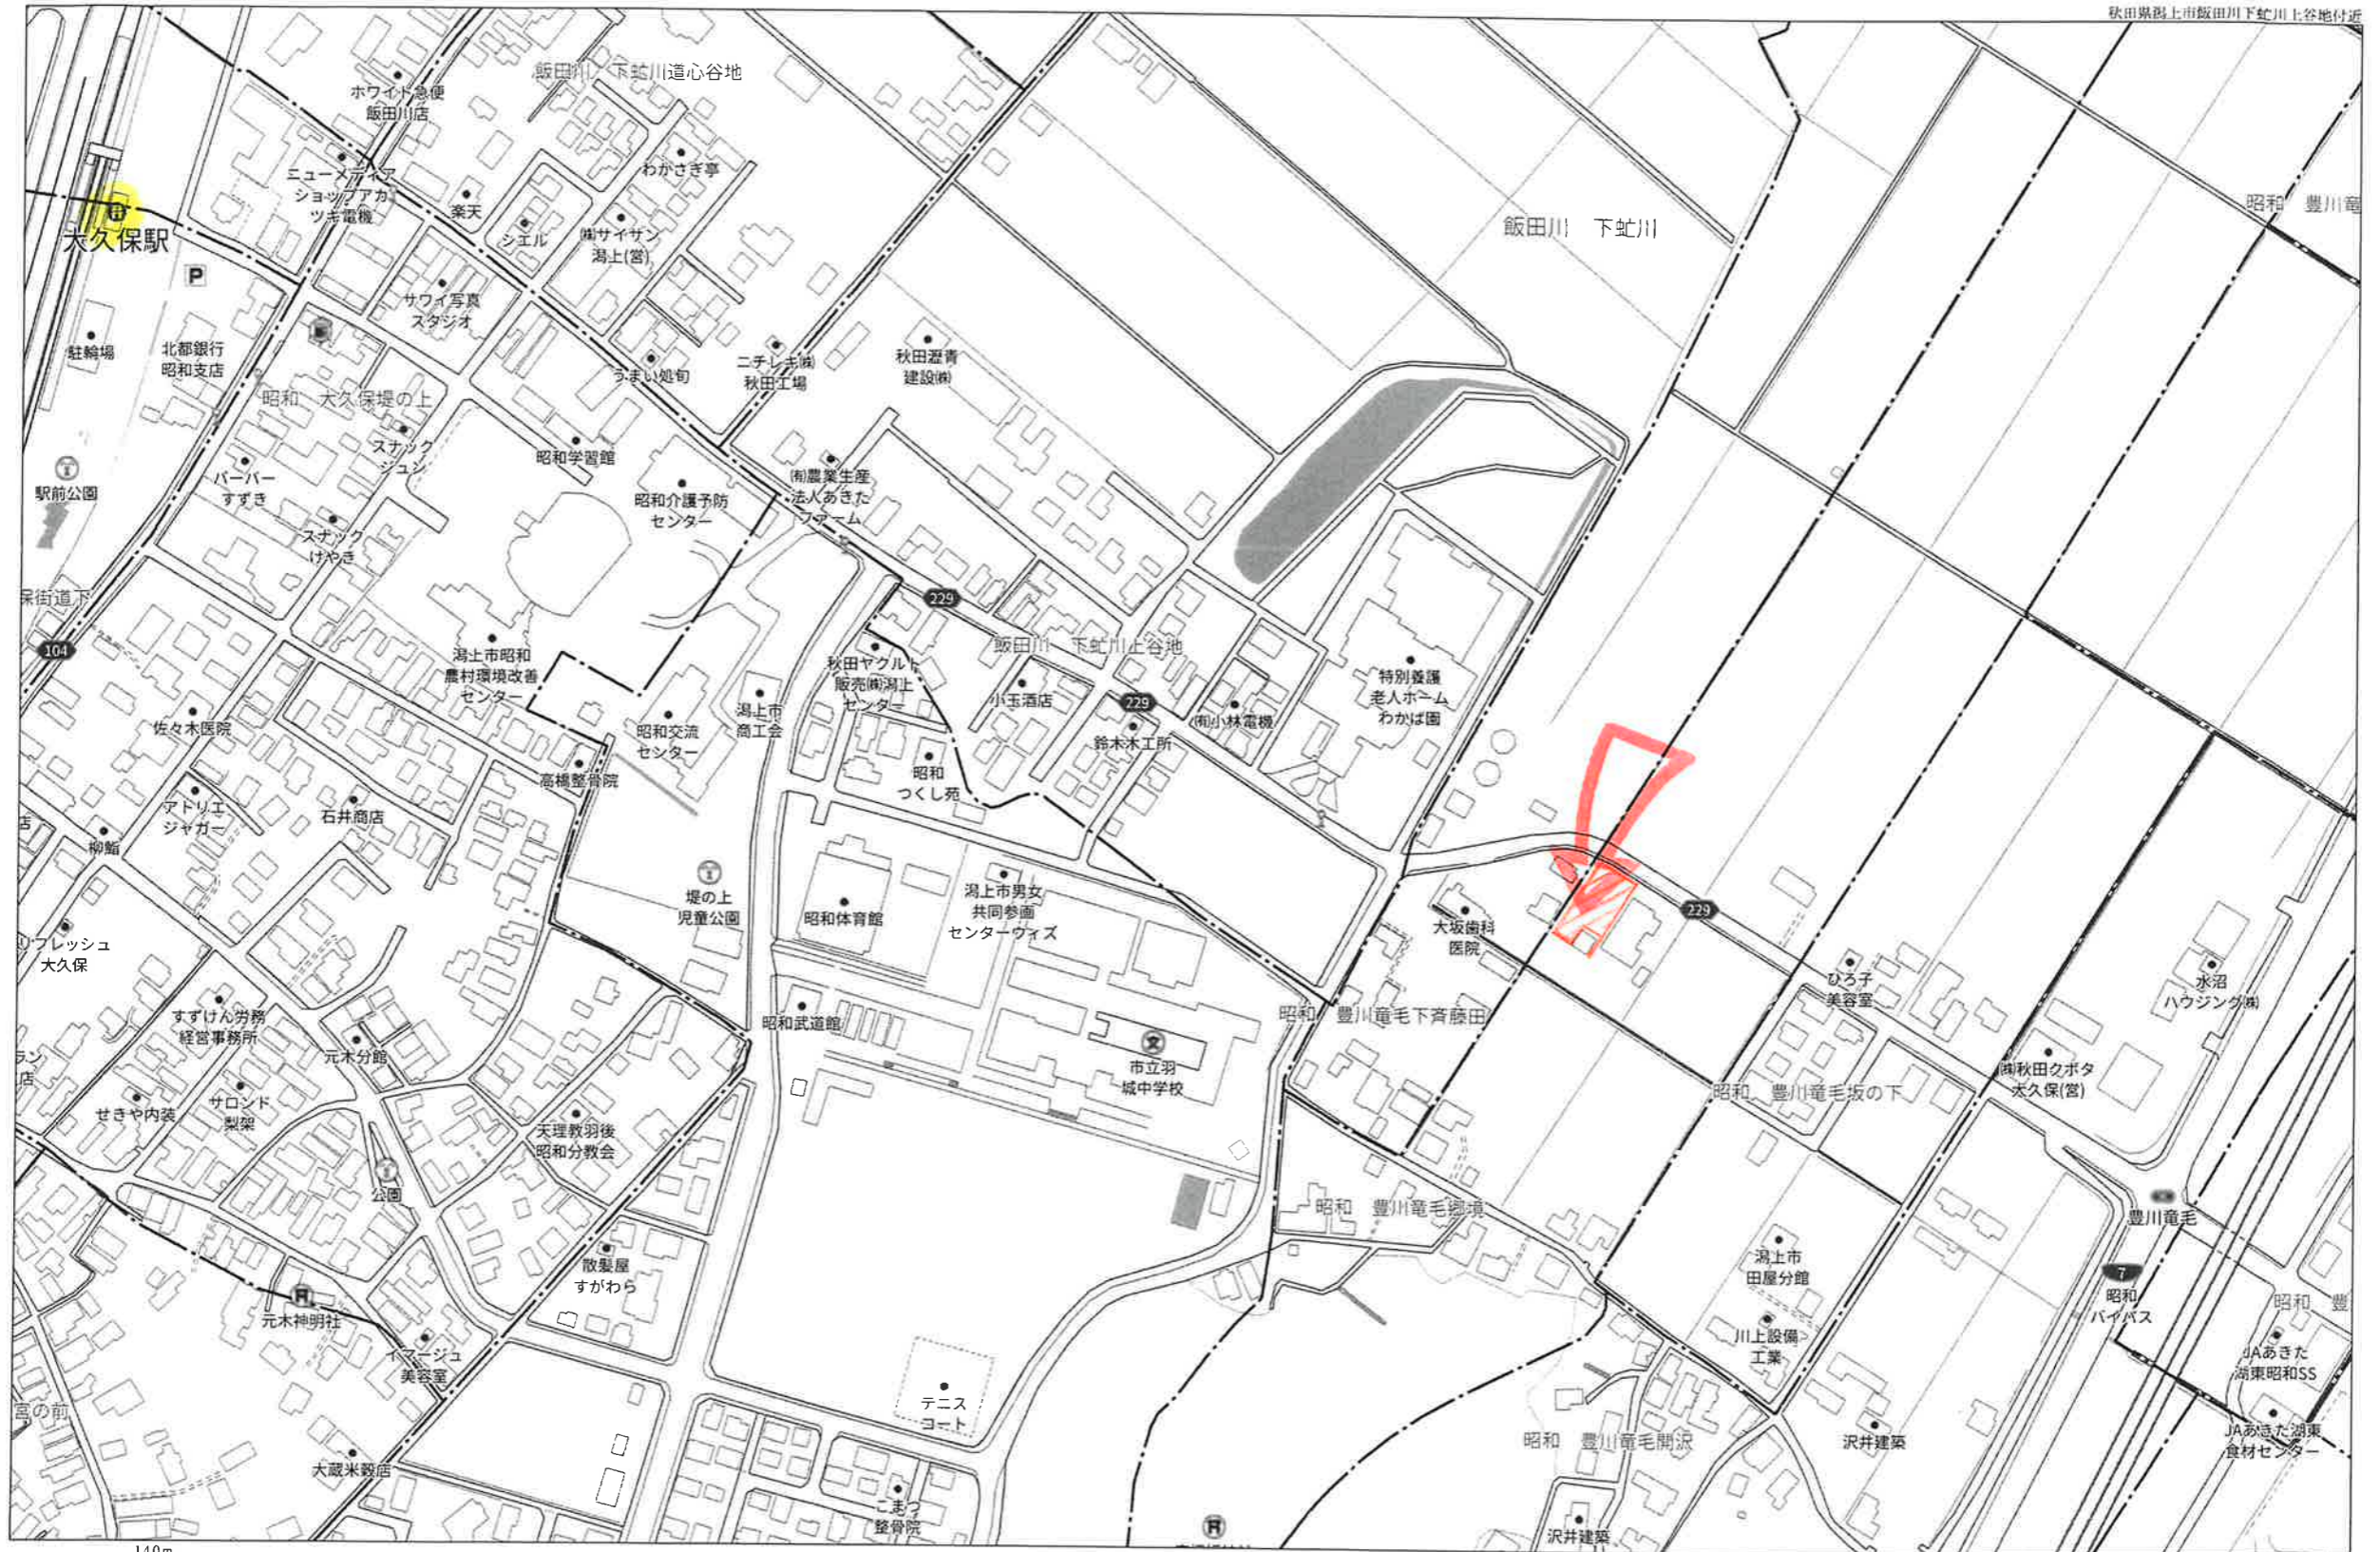 秋田県潟上市飯田川下虻川上谷地付近
飯田川 下虻川道心谷地
ホワイト急便
飯田川店
ニューメディア
ショップアカ
ツキ電機
楽天
わかさぎ亭
シエル
㈱サイサン
潟上(営)
飯田川 下虻川
昭和 豊川竜
大久保駅
P
サワイ写真
スタジオ
駐輪場
北都銀行
昭和支店
うまい処旬
ニチレキ㈱
秋田工場
秋田瀝青
建設㈱
昭和 大久保堤の上
スナック
ジュン
昭和学習館
バーバー
すずき
駅前公園
昭和介護予防
センター
㈲農業生産
法人あきた
ファーム
スナック
けやき
保街道下
104
229
潟上市昭和
農村環境改善
センター
飯田川 下虻川上谷地
秋田ヤクルト
販売㈱潟上
センター
小玉酒店
229
㈲小林電機
特別養護
老人ホーム
わかば園
佐々木医院
昭和交流
センター
潟上市
商工会
鈴木木工所
高橋整骨院
昭和
つくし苑
アトリエ
ジャガー
石井商店
店
柳鮨
堤の上
児童公園
昭和体育館
潟上市男女
共同参画
センターウィズ
大坂歯科
医院
229
リフレッシュ
大久保
ひろ子
美容室
水沼
ハウジング㈱
すずけん労務
経営事務所
昭和武道館
昭和 豊川竜毛下斉藤田
元木分館
ラン
店
文
市立羽
城中学校
㈱秋田クボタ
大久保(営)
昭和 豊川竜毛坂の下
せきや内装
サロンド
梨架
天理教羽後
昭和分教会
公園
昭和 豊川竜毛郷境
豊川竜毛
潟上市
田屋分館
散髪屋
すがわら
7
昭和
バイパス
昭和 豊
元木神明社
川上設備
工業
イマージュ
美容室
JAあきた
湖東昭和SS
テニス
コート
宮の前
昭和 豊川竜毛開沢
沢井建築
JAあきた湖東
食材センター
大蔵米穀店
こまつ
整骨院
沢井建築
140m